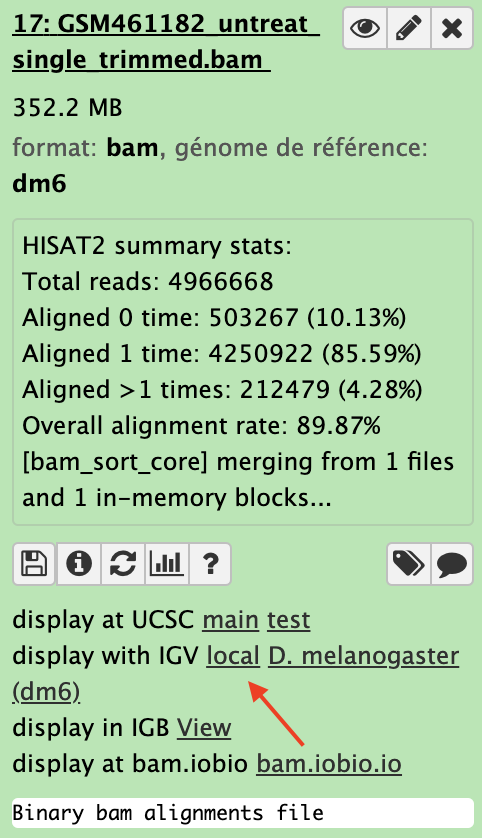 17: GSM461182_untreat_
single_trimmed.bam
352.2 MB
format: bam, génome de référence:
dm6
HISAT2 summary stats:
Total reads: 4966668
Aligned 0 time: 503267 (10.13%)
Aligned 1 time: 4250922 (85.59%)
Aligned >1 times: 212479 (4.28%)
Overall alignment rate: 89.87%
[bam_sort_core] merging from 1 files
and 1 in-memory blocks...
?
display at UCSC main test
display with IGV local D. melanogaster
(dm6)
display in IGB View
display at bam.iobio bam.iobio.io
Binary bam alignments file